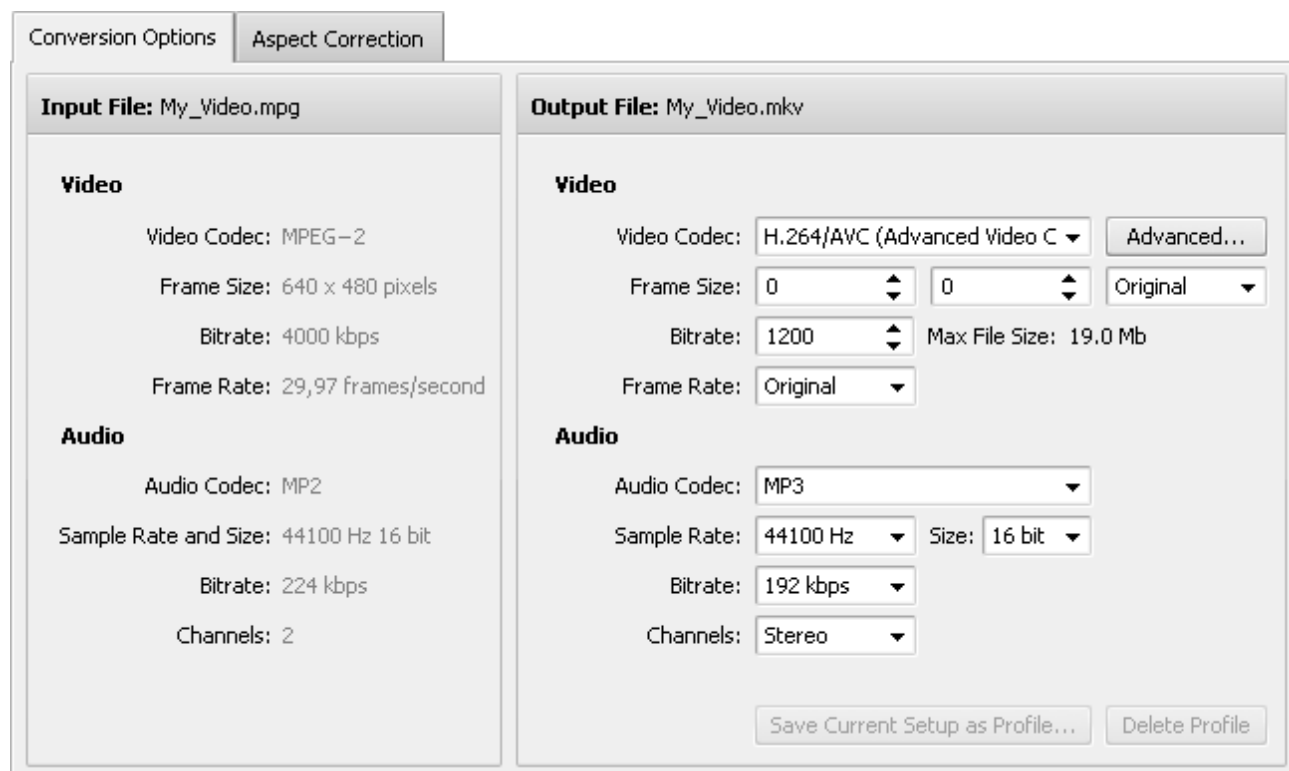 Conversion Options
Aspect Correction
Input File: My_Video.mpg
Video
Video Codec: MPEG-2
Frame Size: 640 x 480 pixels
Bitrate: 4000 kbps
Frame Rate: 29,97 frames/second
Audio
Audio Codec: MP2
Sample Rate and Size: 44100 Hz 16 bit
Bitrate: 224 kbps
Channels: 2
Output File: My_Video.mkv
Video
Video Codec: H.264/AVC (Advanced Video C Advanced...
Frame Size: 0 0 Original
Bitrate: 1200 Max File Size: 19.0 Mb
Frame Rate: Original
Audio
Audio Codec: MP3
Sample Rate: 44100 Hz Size: 16 bit
Bitrate: 192 kbps
Channels: Stereo
Save Current Setup as Profile... Delete Profile